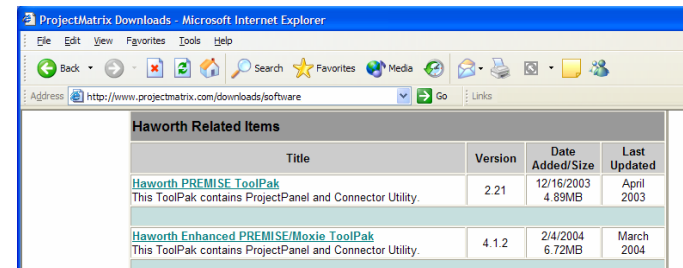 ProjectMatrix Downloads - Microsoft Internet Explorer
File Edit View Favorites Tools Help
Back Search Favorites Media
Address http://www.projectmatrix.com/downloads/software Go Links
Haworth Related Items
Title Version Date Added/Size Last Updated
Haworth PREMISE ToolPak
This ToolPak contains ProjectPanel and Connector Utility.
2.21
12/16/2003
4.89MB
April
2003
Haworth Enhanced PREMISE/Moxie ToolPak
This ToolPak contains ProjectPanel and Connector Utility.
4.1.2
2/4/2004
6.72MB
March
2004